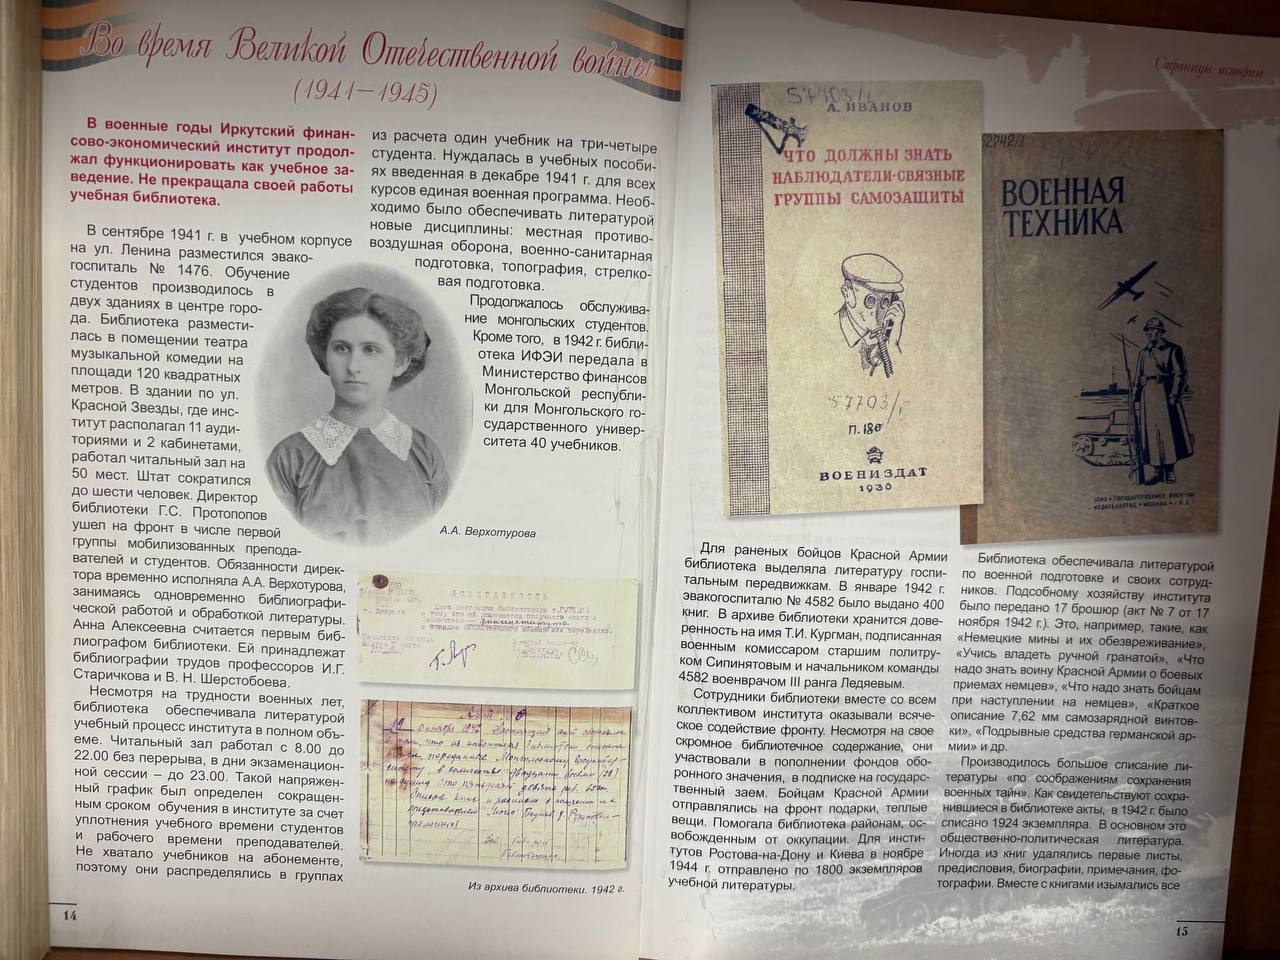 Во время Великой Отечественной войны
(1941—1945)
В военные годы Иркутский финан-
сово-экономический институт продол-
жал функционировать как учебное за-
ведение. Не прекращала своей работы
учебная библиотека.
В сентябре 1941 г. в учебном корпусе
на ул. Ленина разместился эвако-
госпиталь № 1476. Обучение
студентов производилось в
двух зданиях в центре горо-
да. Библиотека размести-
лась в помещении театра
музыкальной комедии на
площади 120 квадратных
метров. В здании по ул.
Красной Звезды, где инс-
титут располагал 11 ауди-
ториями и 2 кабинетами,
работал читальный зал на
50 мест. Штат сократился
до шести человек. Директор
библиотеки Г.С. Протопопов
ушел на фронт в числе первой
группы мобилизованных препода-
вателей и студентов. Обязанности дирек-
тора временно исполняла А.А. Верхотурова,
занимаясь одновременно библиографи-
ческой работой и обработкой литературы.
Анна Алексеевна считается первым биб-
лиографом библиотеки. Ей принадлежат
библиографии трудов профессоров И.Г.
Старичкова и В. Н. Шерстобоева.
Несмотря на трудности военных лет,
библиотека обеспечивала литературой
учебный процесс института в полном объ-
еме. Читальный зал работал с 8.00 до
22.00 без перерыва, в дни экзаменацион-
ной сессии – до 23.00. Такой напряжен-
ный график был определен сокращен-
ным сроком обучения в институте за счет
уплотнения учебного времени студентов
и рабочего времени преподавателей.
Не хватало учебников на абонементе,
поэтому они распределялись в группах
14
из расчета один учебник на три-четыре
студента. Нуждалась в учебных пособи-
ях введенная в декабре 1941 г. для всех
курсов единая военная программа. Необ-
ходимо было обеспечивать литературой
новые дисциплины: местная противо-
воздушная оборона, военно-санитарная
подготовка, топография, стрелко-
вая подготовка.
Продолжалось обслужива-
ние монгольских студентов.
Кроме того, в 1942 г. библи-
отека ИФЭИ передала в
Министерство финансов
Монгольской республи-
ки для Монгольского го-
сударственного универ-
ситета 40 учебников.
А.А. Верхотурова
ДОВЕРЕННОСТЬ
Из архива библиотеки. 1942 г.
Страницы истории
57703/1
А. ИВАНОВ
ЧТО ДОЛЖНЫ ЗНАТЬ
НАБЛЮДАТЕЛИ-СВЯЗНЫЕ
ГРУППЫ САМОЗАЩИТЫ
57703/г
п. 180
ВОЕНИЗДАТ
1936
52742/1
ВОЕННАЯ
ТЕХНИКА
Для раненых бойцов Красной Армии
библиотека выделяла литературу госпи-
тальным передвижкам. В январе 1942 г.
эвакогоспиталю № 4582 было выдано 400
книг. В архиве библиотеки хранится дове-
ренность на имя Т.И. Кургман, подписанная
военным комиссаром старшим политру-
ком Сипинятовым и начальником команды
4582 военврачом III ранга Ледяевым.
Сотрудники библиотеки вместе со всем
коллективом института оказывали всяче-
ское содействие фронту. Несмотря на свое
скромное библиотечное содержание, они
участвовали в пополнении фондов обо-
ронного значения, в подписке на государс-
твенный заем. Бойцам Красной Армии
отправлялись на фронт подарки, теплые
вещи. Помогала библиотека районам, ос-
вобожденным от оккупации. Для инсти-
тутов Ростова-на-Дону и Киева в ноябре
1944 г. отправлено по 1800 экземпляров
учебной литературы.
Библиотека обеспечивала литературой
по военной подготовке и своих сотруд-
ников. Подсобному хозяйству института
было передано 17 брошюр (акт № 7 от 17
ноября 1942 г.). Это, например, такие, как
«Немецкие мины и их обезвреживание»,
«Учись владеть ручной гранатой», «Что
надо знать воину Красной Армии о боевых
приемах немцев», «Что надо знать бойцам
при наступлении на немцев», «Краткое
описание 7,62 мм самозарядной винтов-
ки», «Подрывные средства германской ар-
мии» и др.
Производилось большое списание ли-
тературы «по соображениям сохранения
военных тайн». Как свидетельствуют сохра-
нившиеся в библиотеке акты, в 1942 г. было
списано 1924 экземпляра. В основном это
общественно-политическая литература.
Иногда из книг удалялись первые листы,
предисловия, биографии, примечания, фо-
тографии. Вместе с книгами изымались все
15